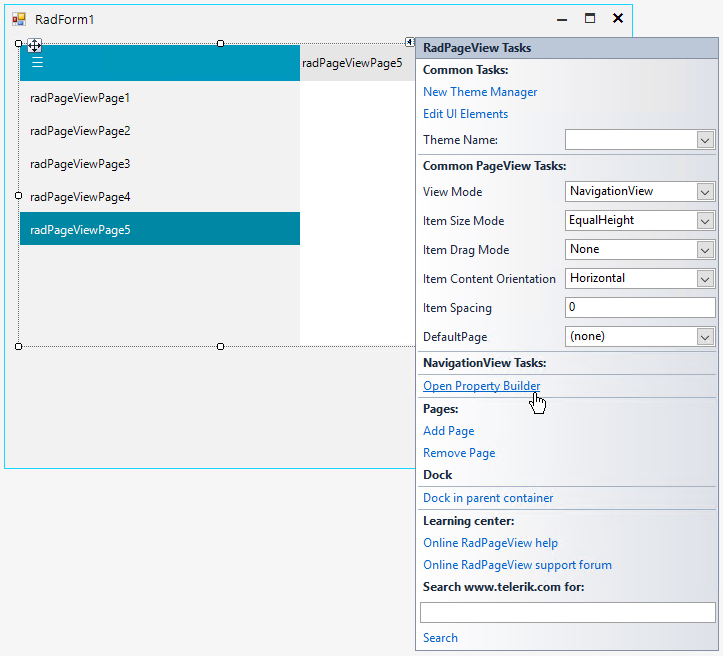 RadForm1
radPageViewPage5
radPageViewPage1
radPageViewPage2
radPageViewPage3
radPageViewPage4
radPageViewPage5
RadPageView Tasks
Common Tasks:
New Theme Manager
Edit UI Elements
Theme Name:
Common PageView Tasks:
View Mode NavigationView
Item Size Mode EqualHeight
Item Drag Mode None
Item Content Orientation Horizontal
Item Spacing 0
DefaultPage (none)
NavigationView Tasks:
Open Property Builder
Pages:
Add Page
Remove Page
Dock
Dock in parent container
Learning center:
Online RadPageView help
Online RadPageView support forum
Search www.telerik.com for:
Search